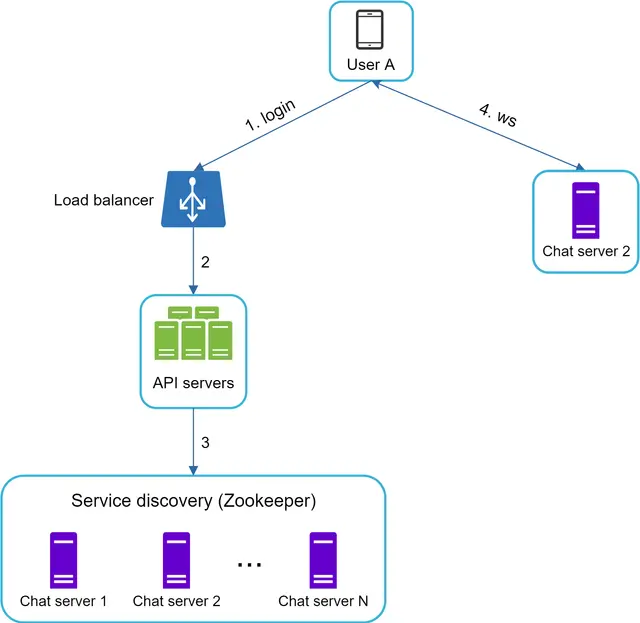 User A
1. login
4. ws
Load balancer
Chat server 2
2
API servers
3
Service discovery (Zookeeper)
...
Chat server 1
Chat server 2
Chat server N